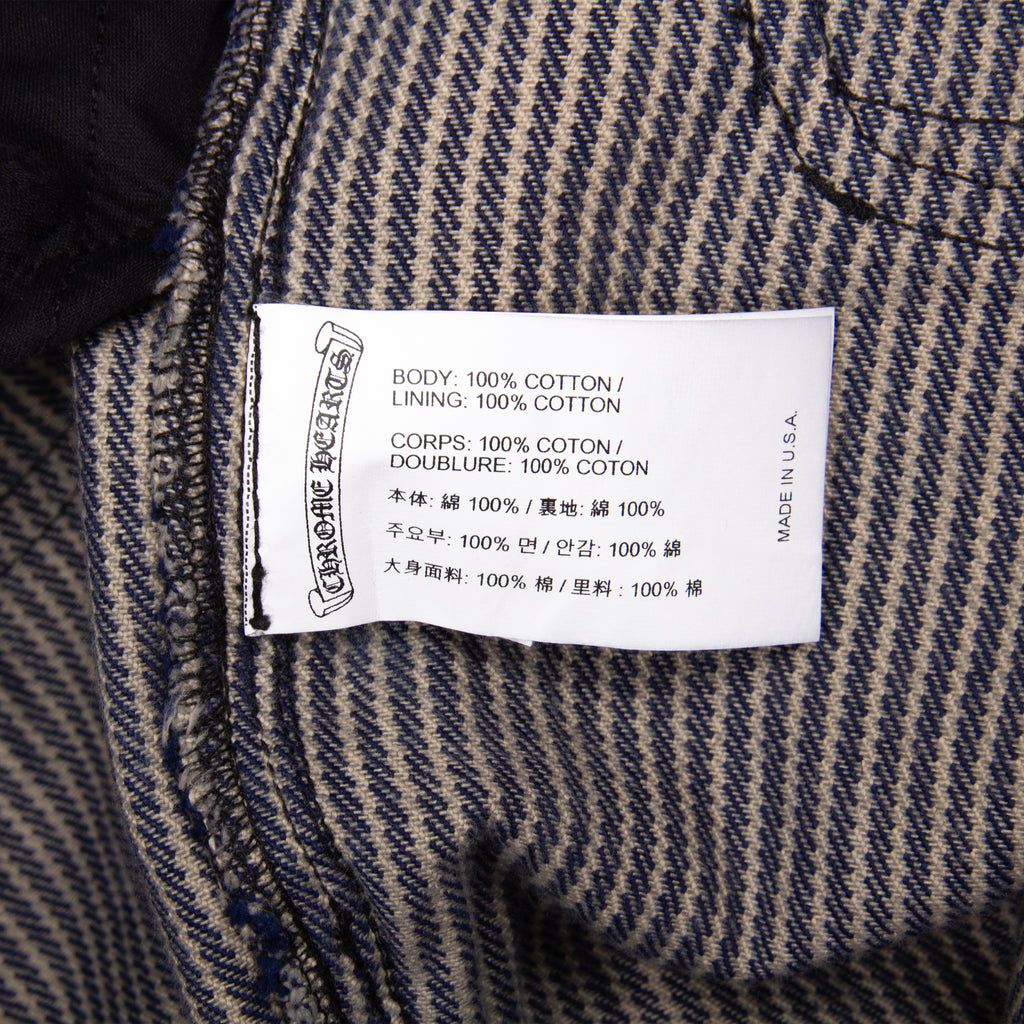 CHROME HEARTS
BODY: 100% COTTON /
LINING: 100% COTTON
CORPS: 100% COTON /
DOUBLURE: 100% COTON
本体: 綿 100% / 裏地: 綿 100%
주요부: 100% 면 / 안감: 100% 綿
大身面料: 100% 棉 / 里料 : 100% 棉
MADE IN U.S.A.